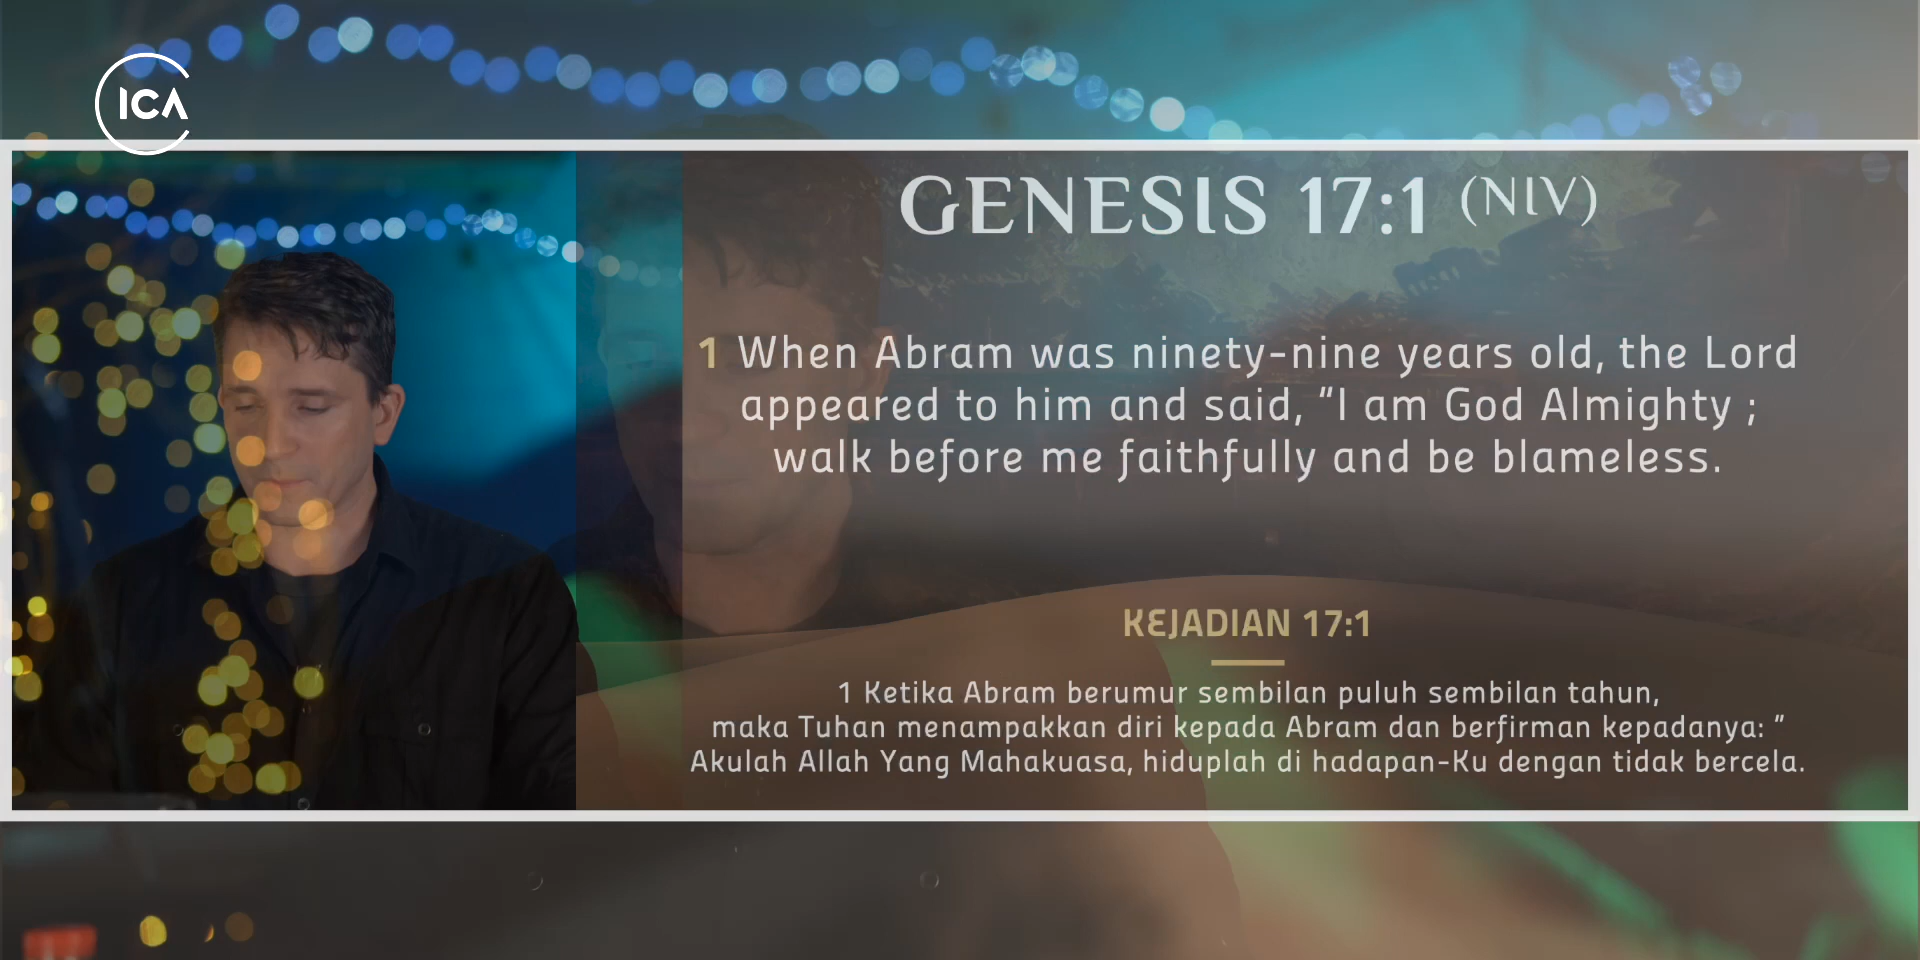 ICA
GENESIS 17:1 (NIV)
1 When Abram was ninety-nine years old, the Lord
appeared to him and said, “I am God Almighty ;
walk before me faithfully and be blameless.
KEJADIAN 17:1
1 Ketika Abram berumur sembilan puluh sembilan tahun,
maka Tuhan menampakkan diri kepada Abram dan berfirman kepadanya: ”
Akulah Allah Yang Mahakuasa, hiduplah di hadapan-Ku dengan tidak bercela.